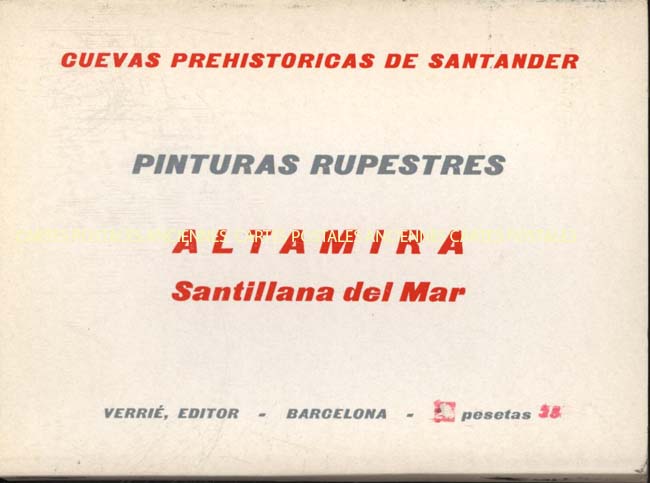 CUEVAS PREHISTORICAS DE SANTANDER
PINTURAS RUPESTRES
ALTAMIRA
Santillana del Mar
VERRIÉ, EDITOR - BARCELONA - pesetas 35